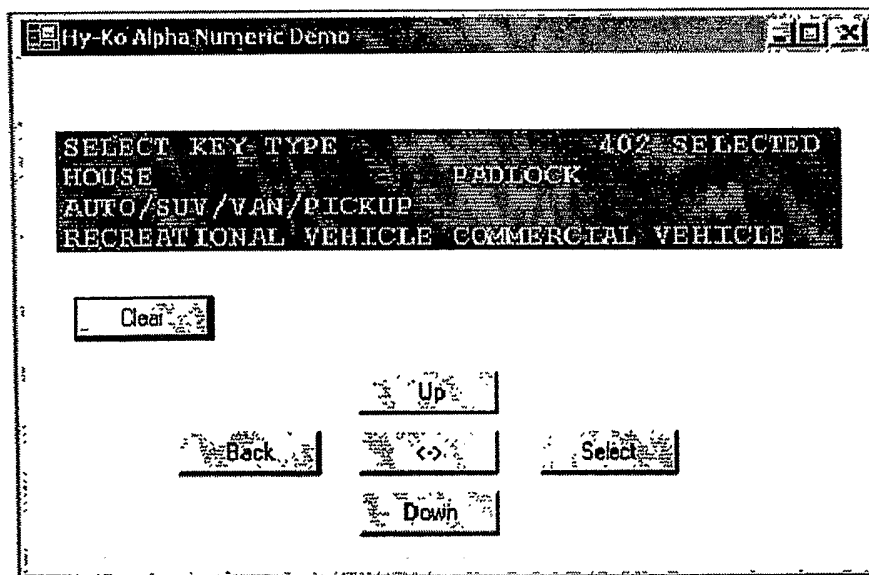 Hy-Ko Alpha Numeric Demo
SELECT KEY TYPE 402 SELECTED
HOUSE PADLOCK
AUTO/SUV/VAN/PICKUP
RECREATIONAL VEHICLE COMMERCIAL VEHICLE
Clear
Up
Back <-> Select
Down